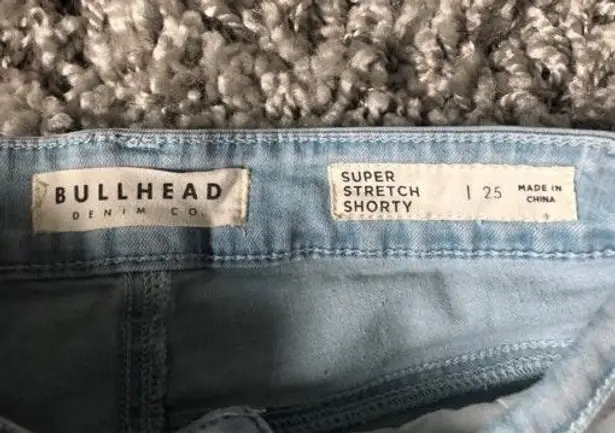 BULLHEAD
DENIM CO.
SUPER
STRETCH
SHORTY
| 25
MADE IN
CHINA